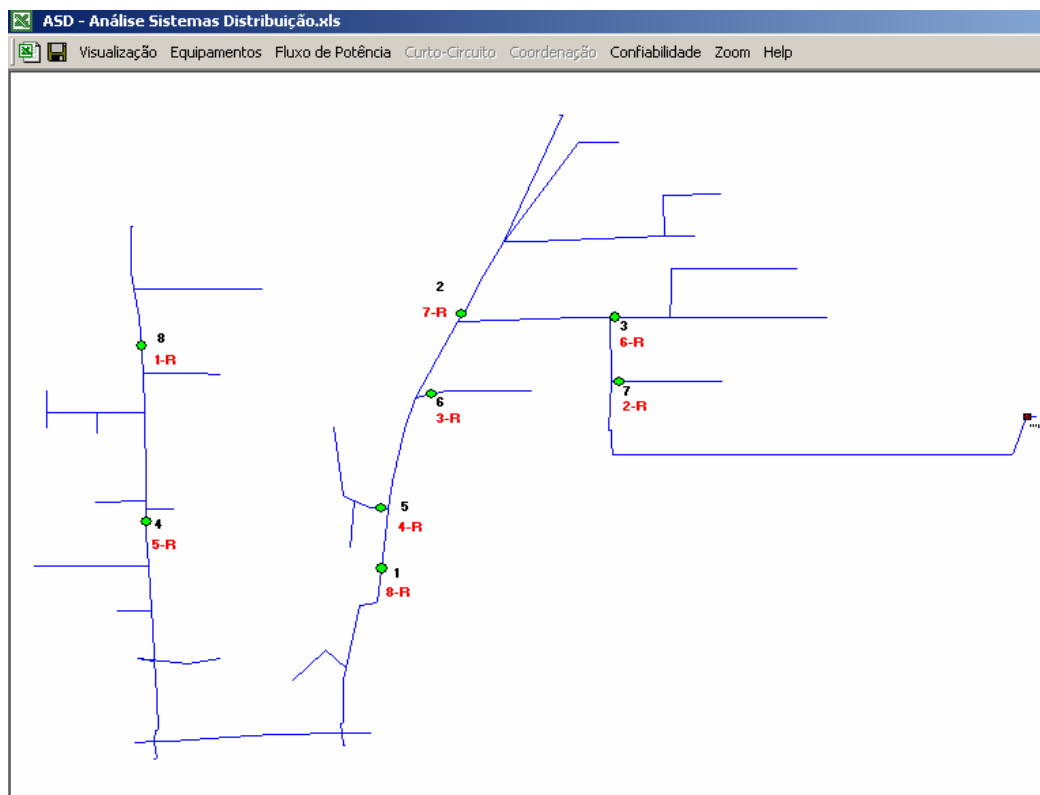 ASD - Análise Sistemas Distribuição.xls
Visualização Equipamentos Fluxo de Potência Curto-Circuito Coordenação Confiabilidade Zoom Help
2
7-R
3
6-R
8
1-R
7
2-R
6
3-R
5
4-R
4
5-R
1
8-R